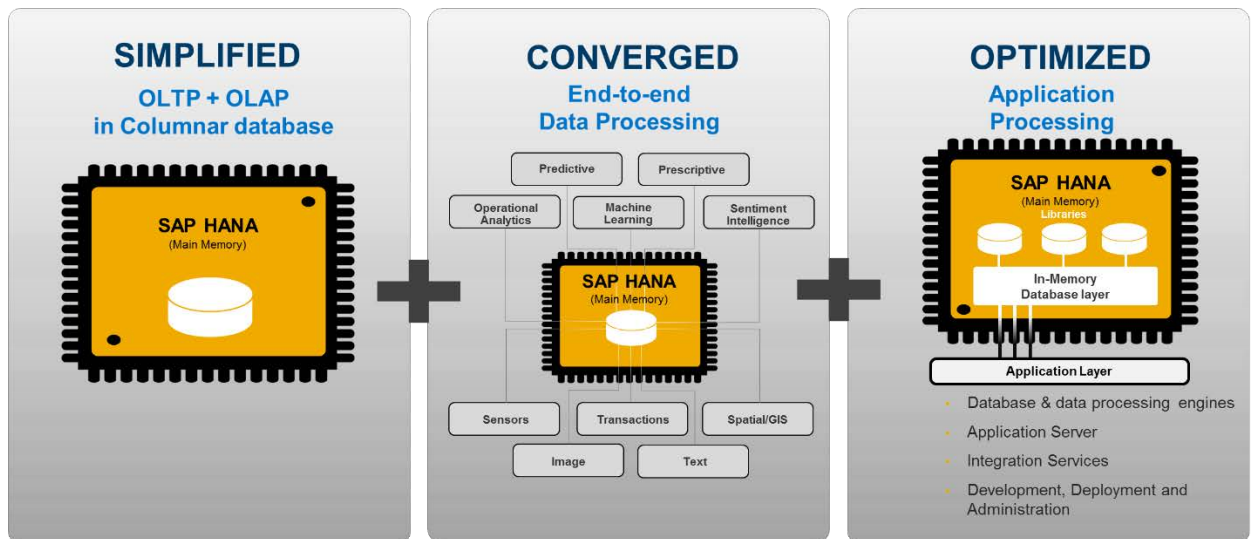 SIMPLIFIED
OLTP + OLAP
in Columnar database
SAP HANA
(Main Memory)
CONVERGED
End-to-end
Data Processing
Predictive
Prescriptive
Operational
Analytics
Machine
Learning
Sentiment
Intelligence
SAP HANA
(Main Memory)
Sensors
Transactions
Spatial/GIS
Image
Text
OPTIMIZED
Application
Processing
SAP HANA
(Main Memory)
Libraries
In-Memory
Database layer
Application Layer
- Database & data processing engines
- Application Server
- Integration Services
- Development, Deployment and
Administration